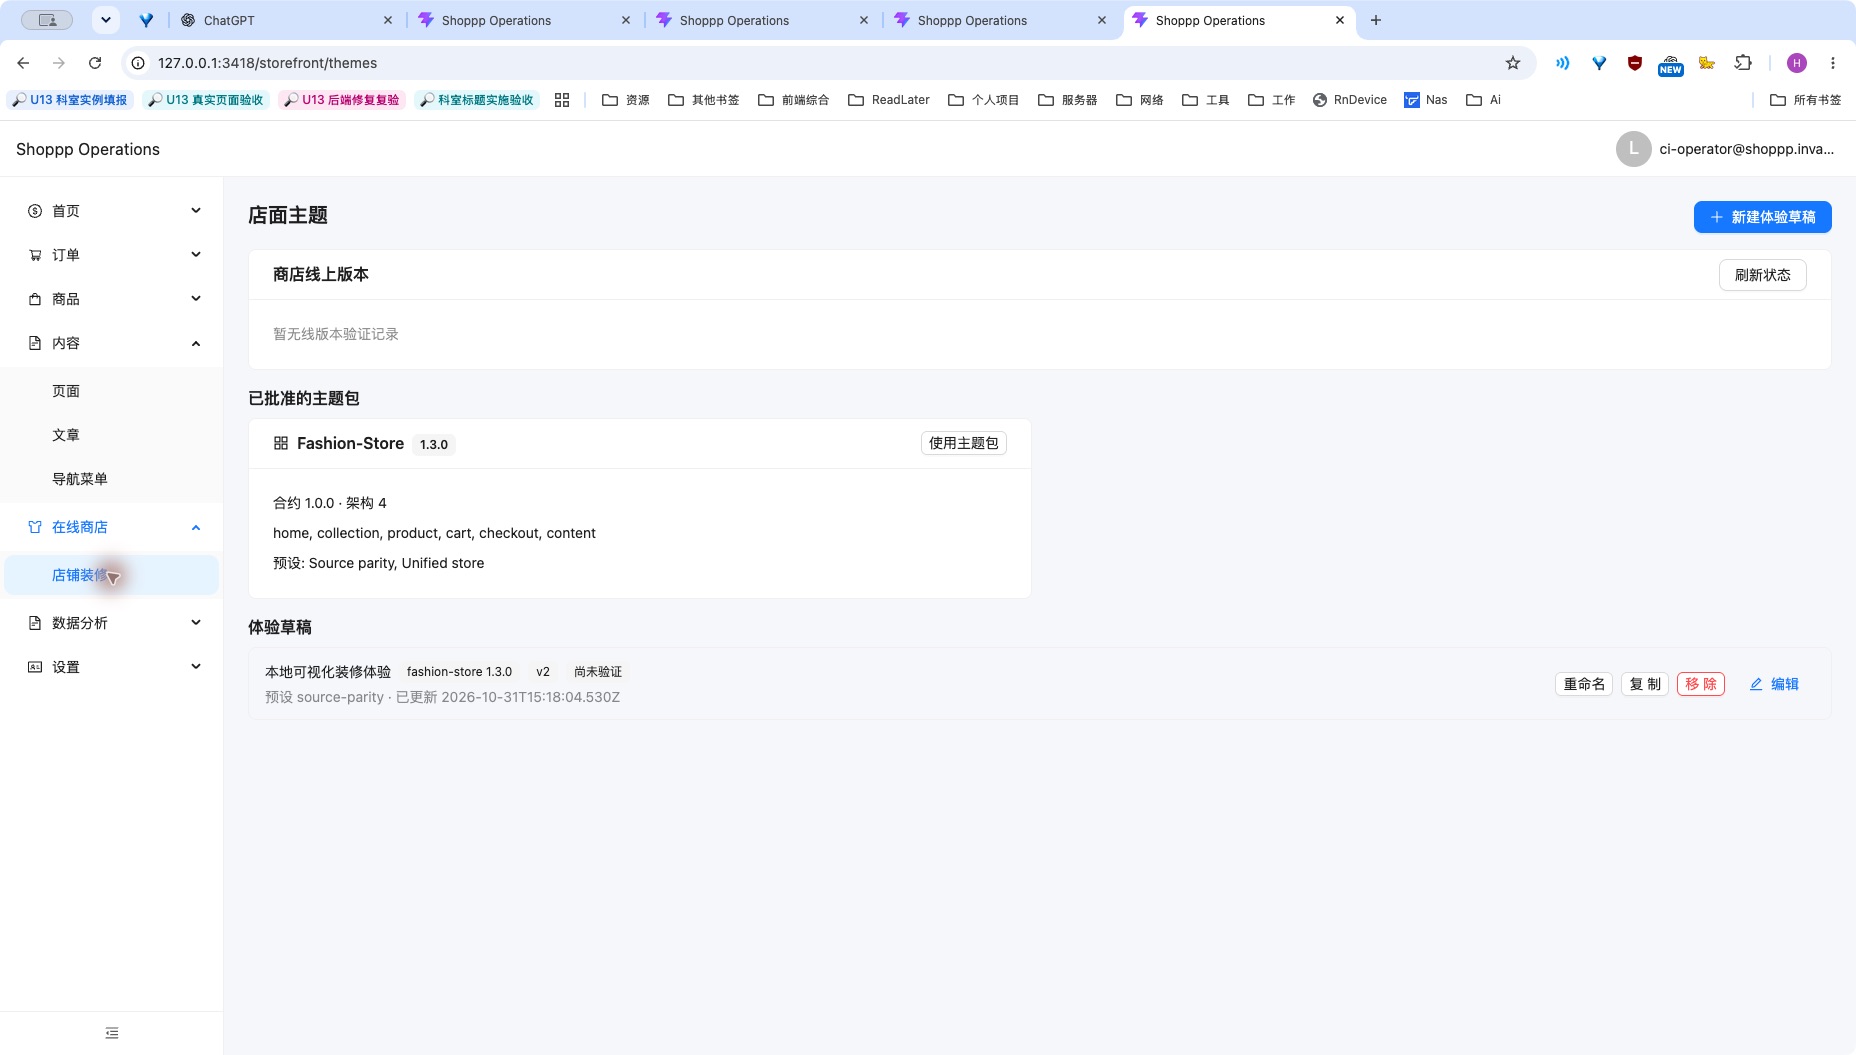 ChatGPT
Shoppp Operations
Shoppp Operations
Shoppp Operations
Shoppp Operations
127.0.0.1:3418/storefront/themes
NEW
H
U13 科室实例填报
U13 真实页面验收
U13 后端修复复验
科室标题实施验收
资源
其他书签
前端综合
ReadLater
个人项目
服务器
网络
工具
工作
RnDevice
Nas
Ai
所有书签
Shoppp Operations
L
ci-operator@shoppp.inva...
首页
订单
商品
内容
页面
文章
导航菜单
在线商店
店铺装修
数据分析
设置
店面主题
新建体验草稿
商店线上版本
刷新状态
暂无线版本验证记录
已批准的主题包
Fashion-Store 1.3.0
使用主题包
合约 1.0.0 · 架构 4
home, collection, product, cart, checkout, content
预设: Source parity, Unified store
体验草稿
本地可视化装修体验 fashion-store 1.3.0 v2 尚未验证
预设 source-parity · 已更新 2026-10-31T15:18:04.530Z
重命名
复 制
移 除
编辑